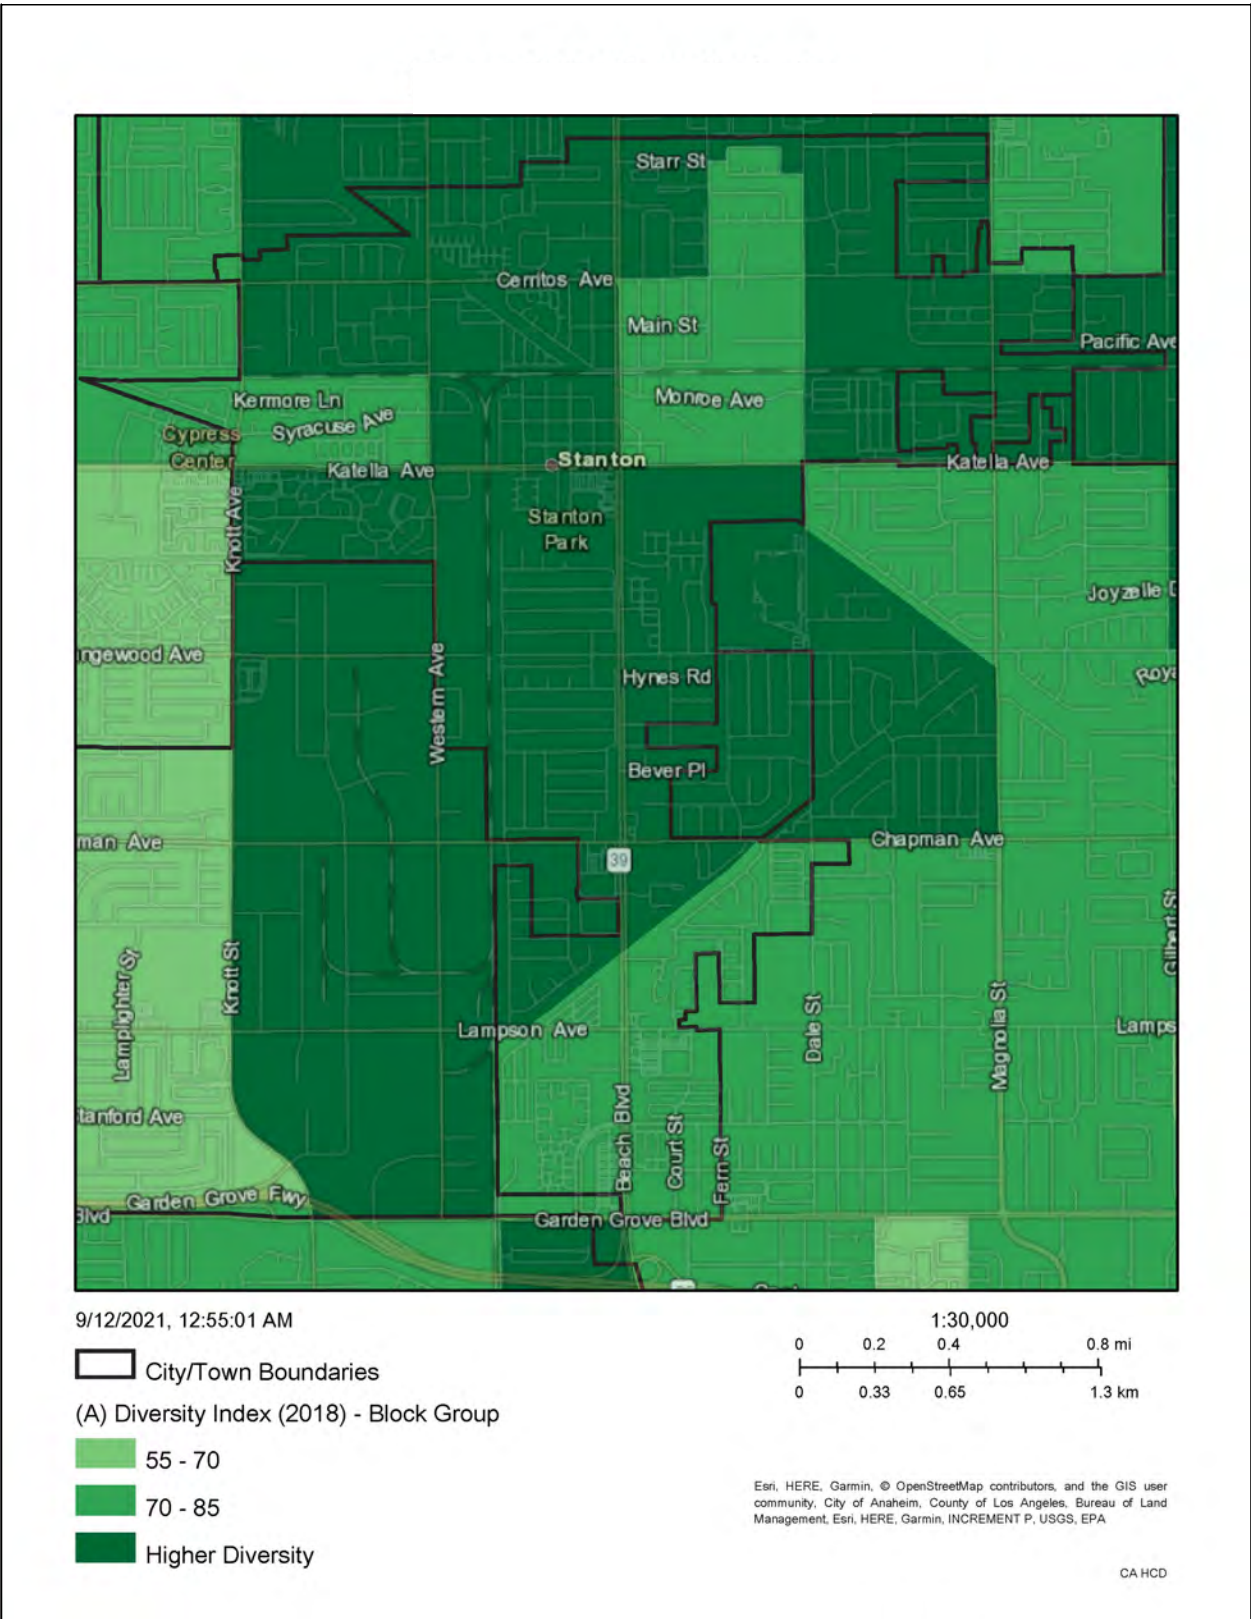 Starr St
Cerritos Ave
Main St
Pacific Ave
Kermore Ln
Monroe Ave
Syracuse Ave
Cypress
Center
Stanton
Katella Ave
Katella Ave
Knott Ave
Stanton
Park
Joyzelle D
ngewood Ave
Western Ave
Hynes Rd
Roya
Bever Pl
man Ave
39
Chapman Ave
Gilbert St
Lamplighter St
Knott St
Lampson Ave
Dale St
Magnolia St
Lamps
tanford Ave
Beach Blvd
Court St
Fern St
Garden Grove Fwy
Blvd
Garden Grove Blvd
9/12/2021, 12:55:01 AM
1:30,000
0 0.2 0.4 0.8 mi
0 0.33 0.65 1.3 km
City/Town Boundaries
(A) Diversity Index (2018) - Block Group
55 - 70
70 - 85
Higher Diversity
Esri, HERE, Garmin, © OpenStreetMap contributors, and the GIS user
community, City of Anaheim, County of Los Angeles, Bureau of Land
Management, Esri, HERE, Garmin, INCREMENT P, USGS, EPA
CA HCD